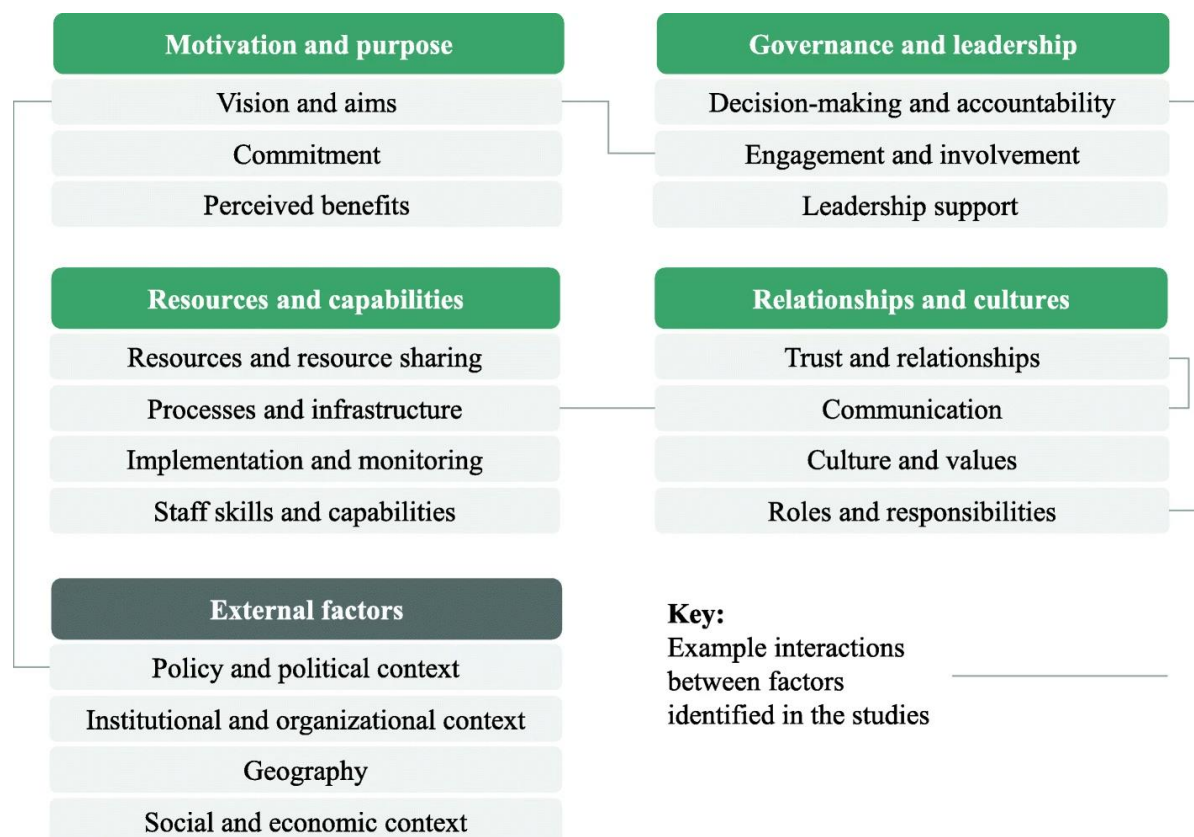 Motivation and purpose
Vision and aims
Commitment
Perceived benefits
Governance and leadership
Decision-making and accountability
Engagement and involvement
Leadership support
Resources and capabilities
Resources and resource sharing
Processes and infrastructure
Implementation and monitoring
Staff skills and capabilities
Relationships and cultures
Trust and relationships
Communication
Culture and values
Roles and responsibilities
External factors
Policy and political context
Institutional and organizational context
Geography
Social and economic context
Key:
Example interactions
between factors
identified in the studies